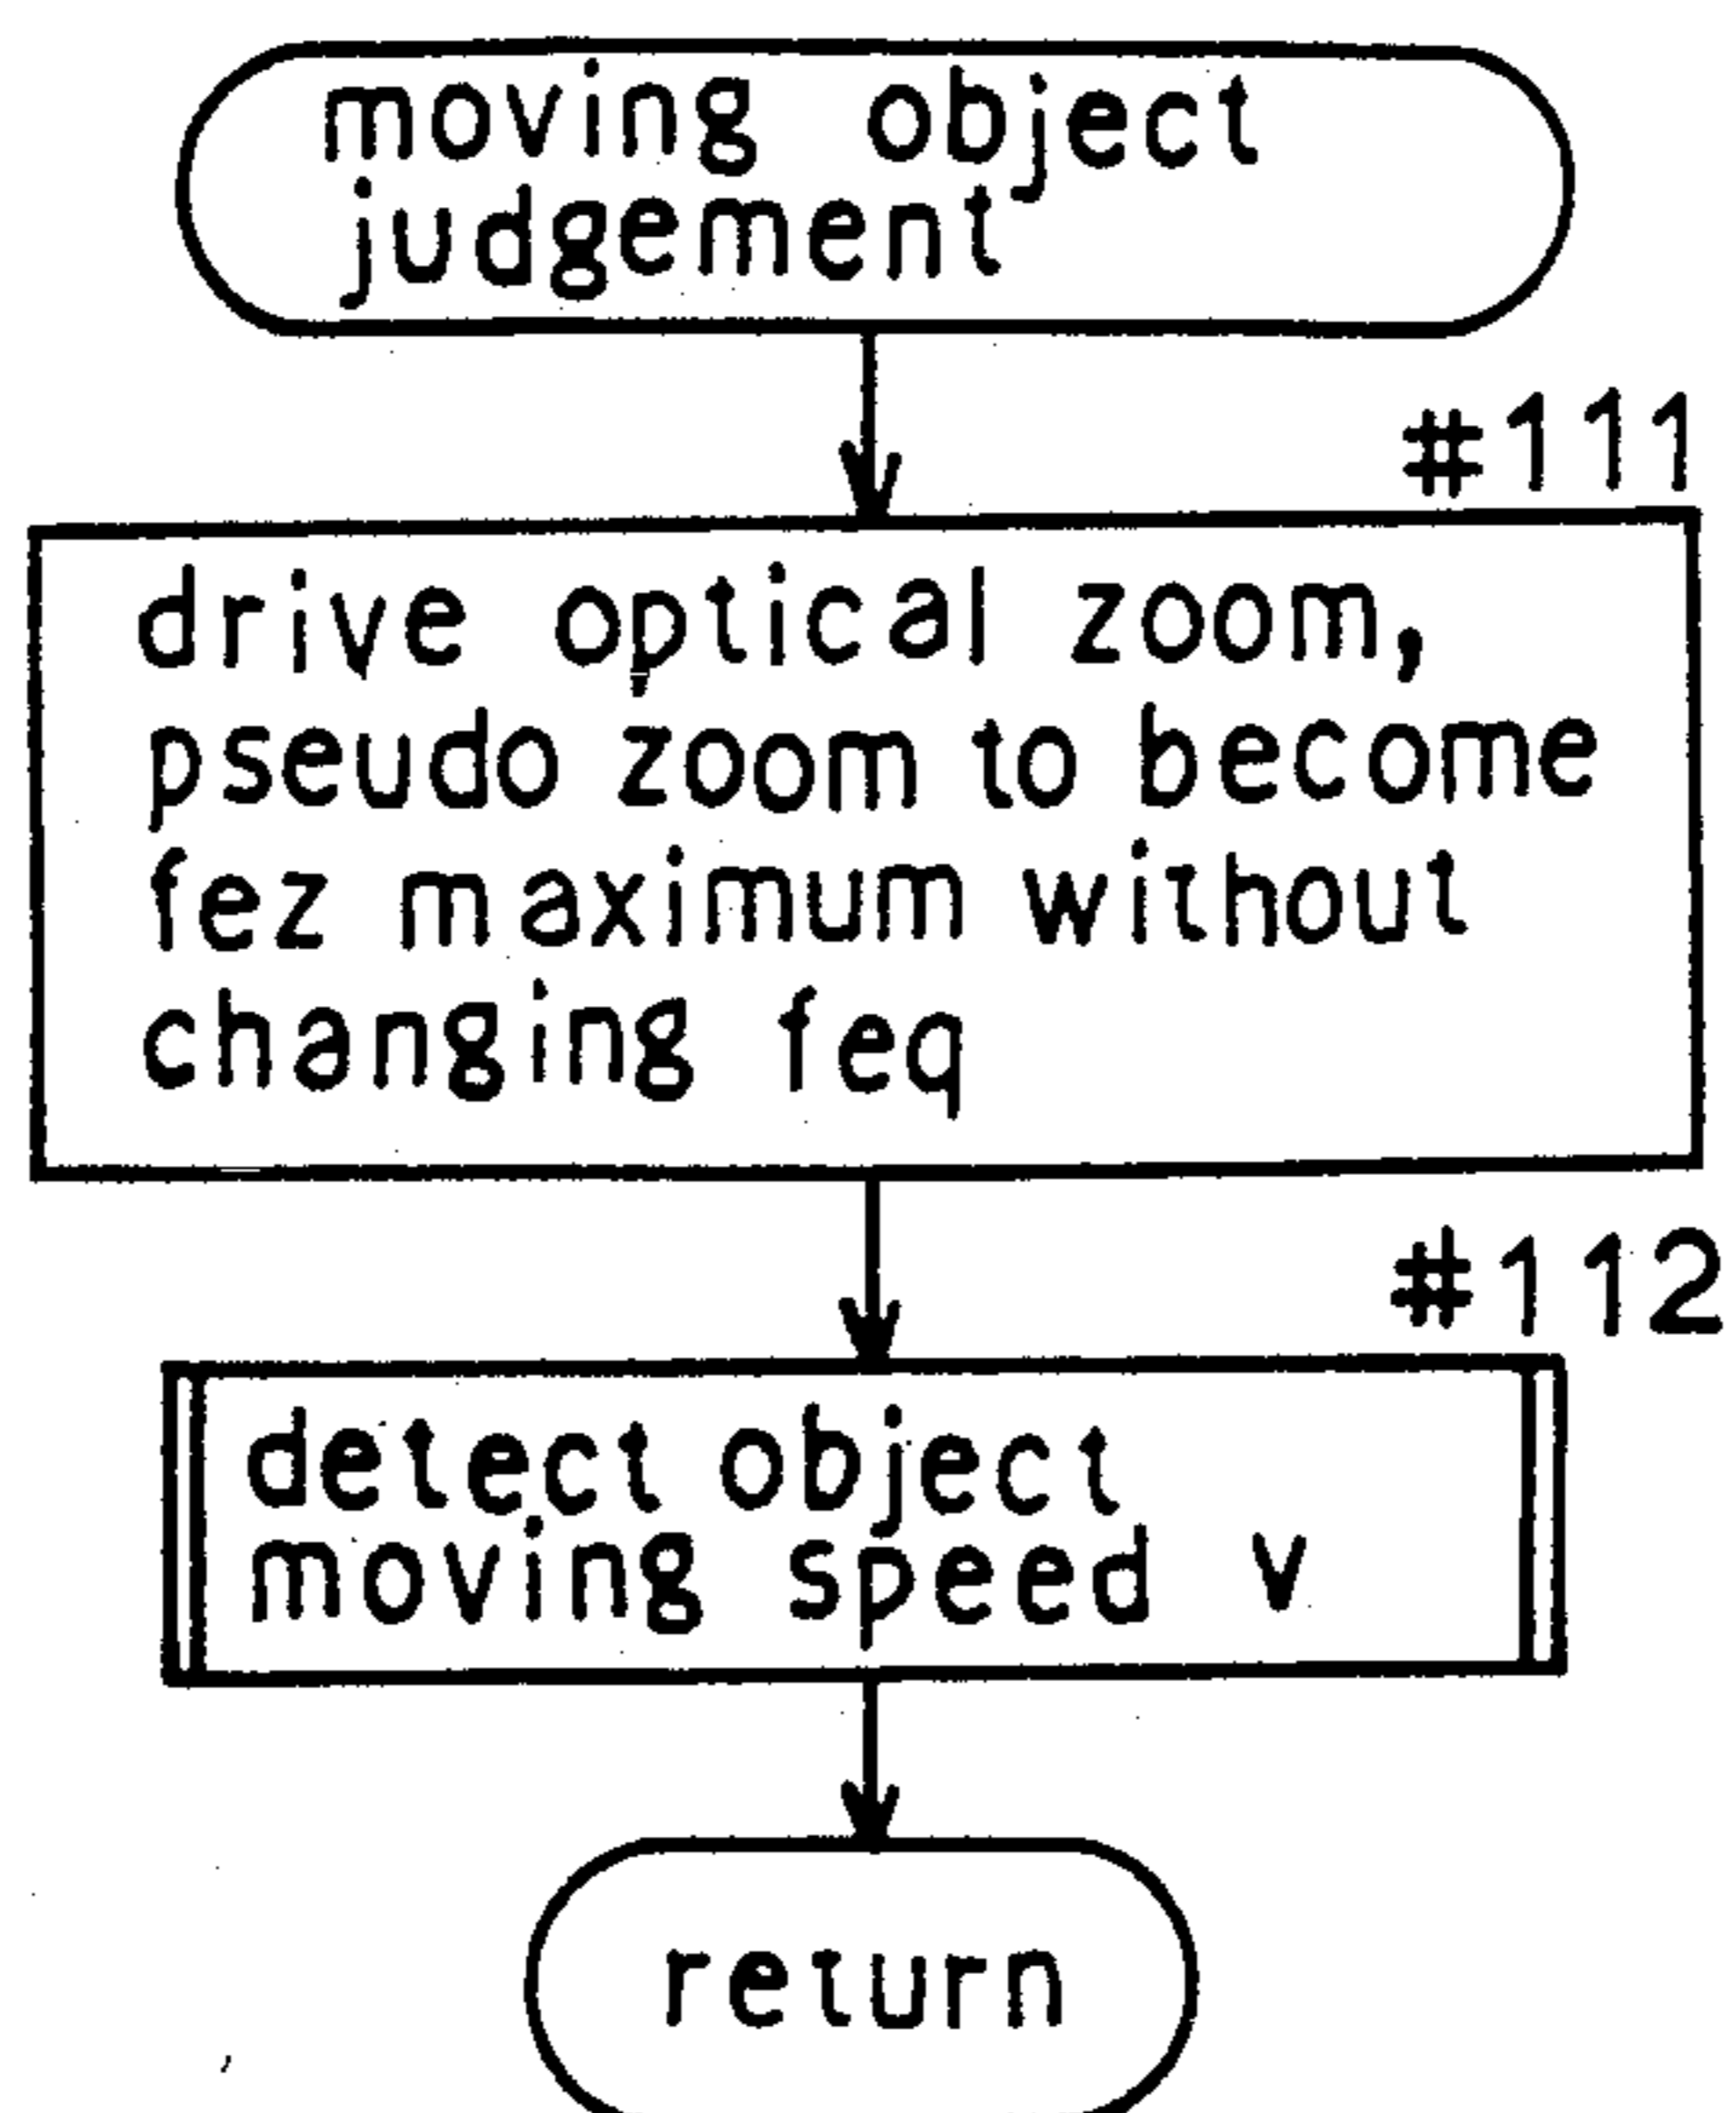 moving object
judgement
#111
drive optical zoom,
pseudo zoom to become
fez maximum without
changing feq
#112
detect object
moving speed v
return